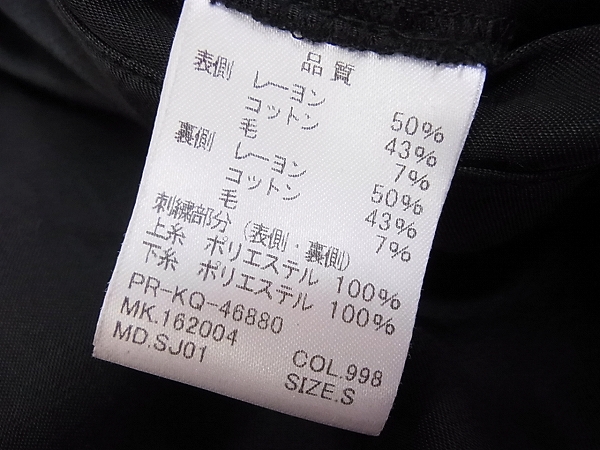 品質
表側 レーヨン 50%
コットン 43%
毛 7%
裏側 レーヨン 50%
コットン 43%
毛 7%
刺繍部分（表側・裏側）
上糸 ポリエステル 100%
下糸 ポリエステル 100%
PR-KQ-46880
MK.162004 COL.998
MD.SJ01 SIZE.S